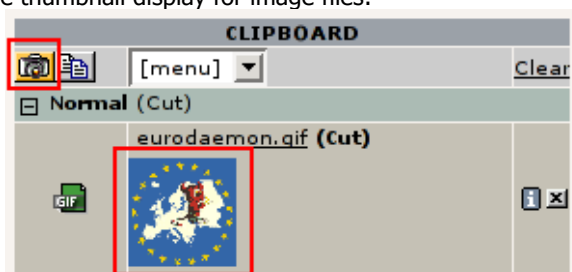 thumbnail display for image files.
CLIPBOARD
[menu] Clear
Normal (Cut)
eurodaemon.gif (Cut)
GIF
i x